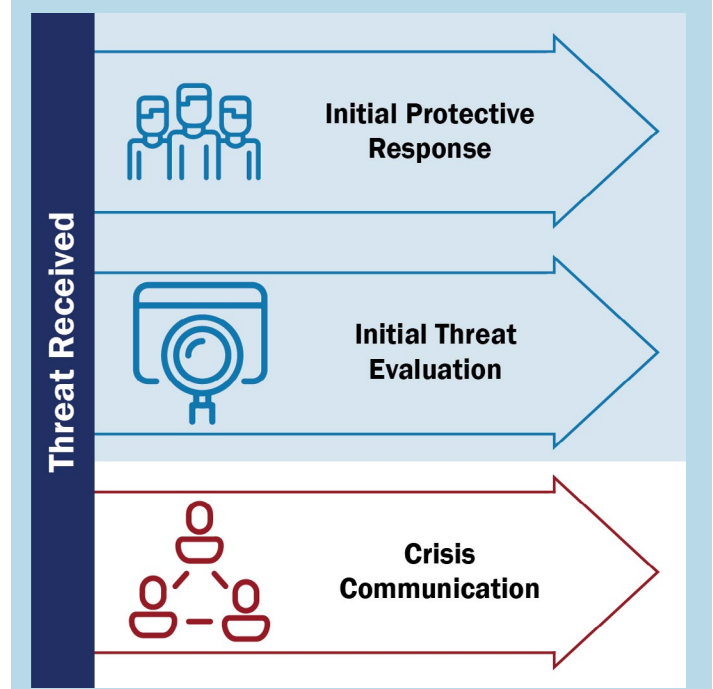 Threat Received
Initial Protective
Response
Initial Threat
Evaluation
Crisis
Communication